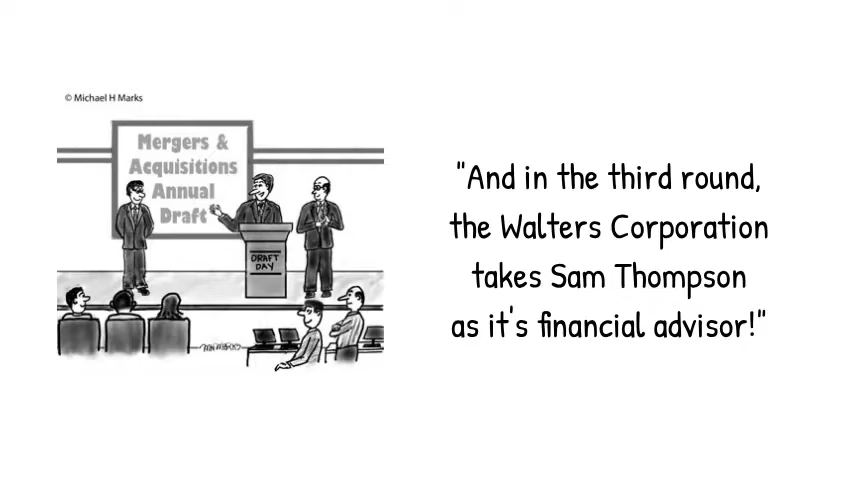 © Michael H Marks
Mergers &
Acquisitions
Annual
Draft
DRAFT
DAY
"And in the third round,
the Walters Corporation
takes Sam Thompson
as it's financial advisor!"